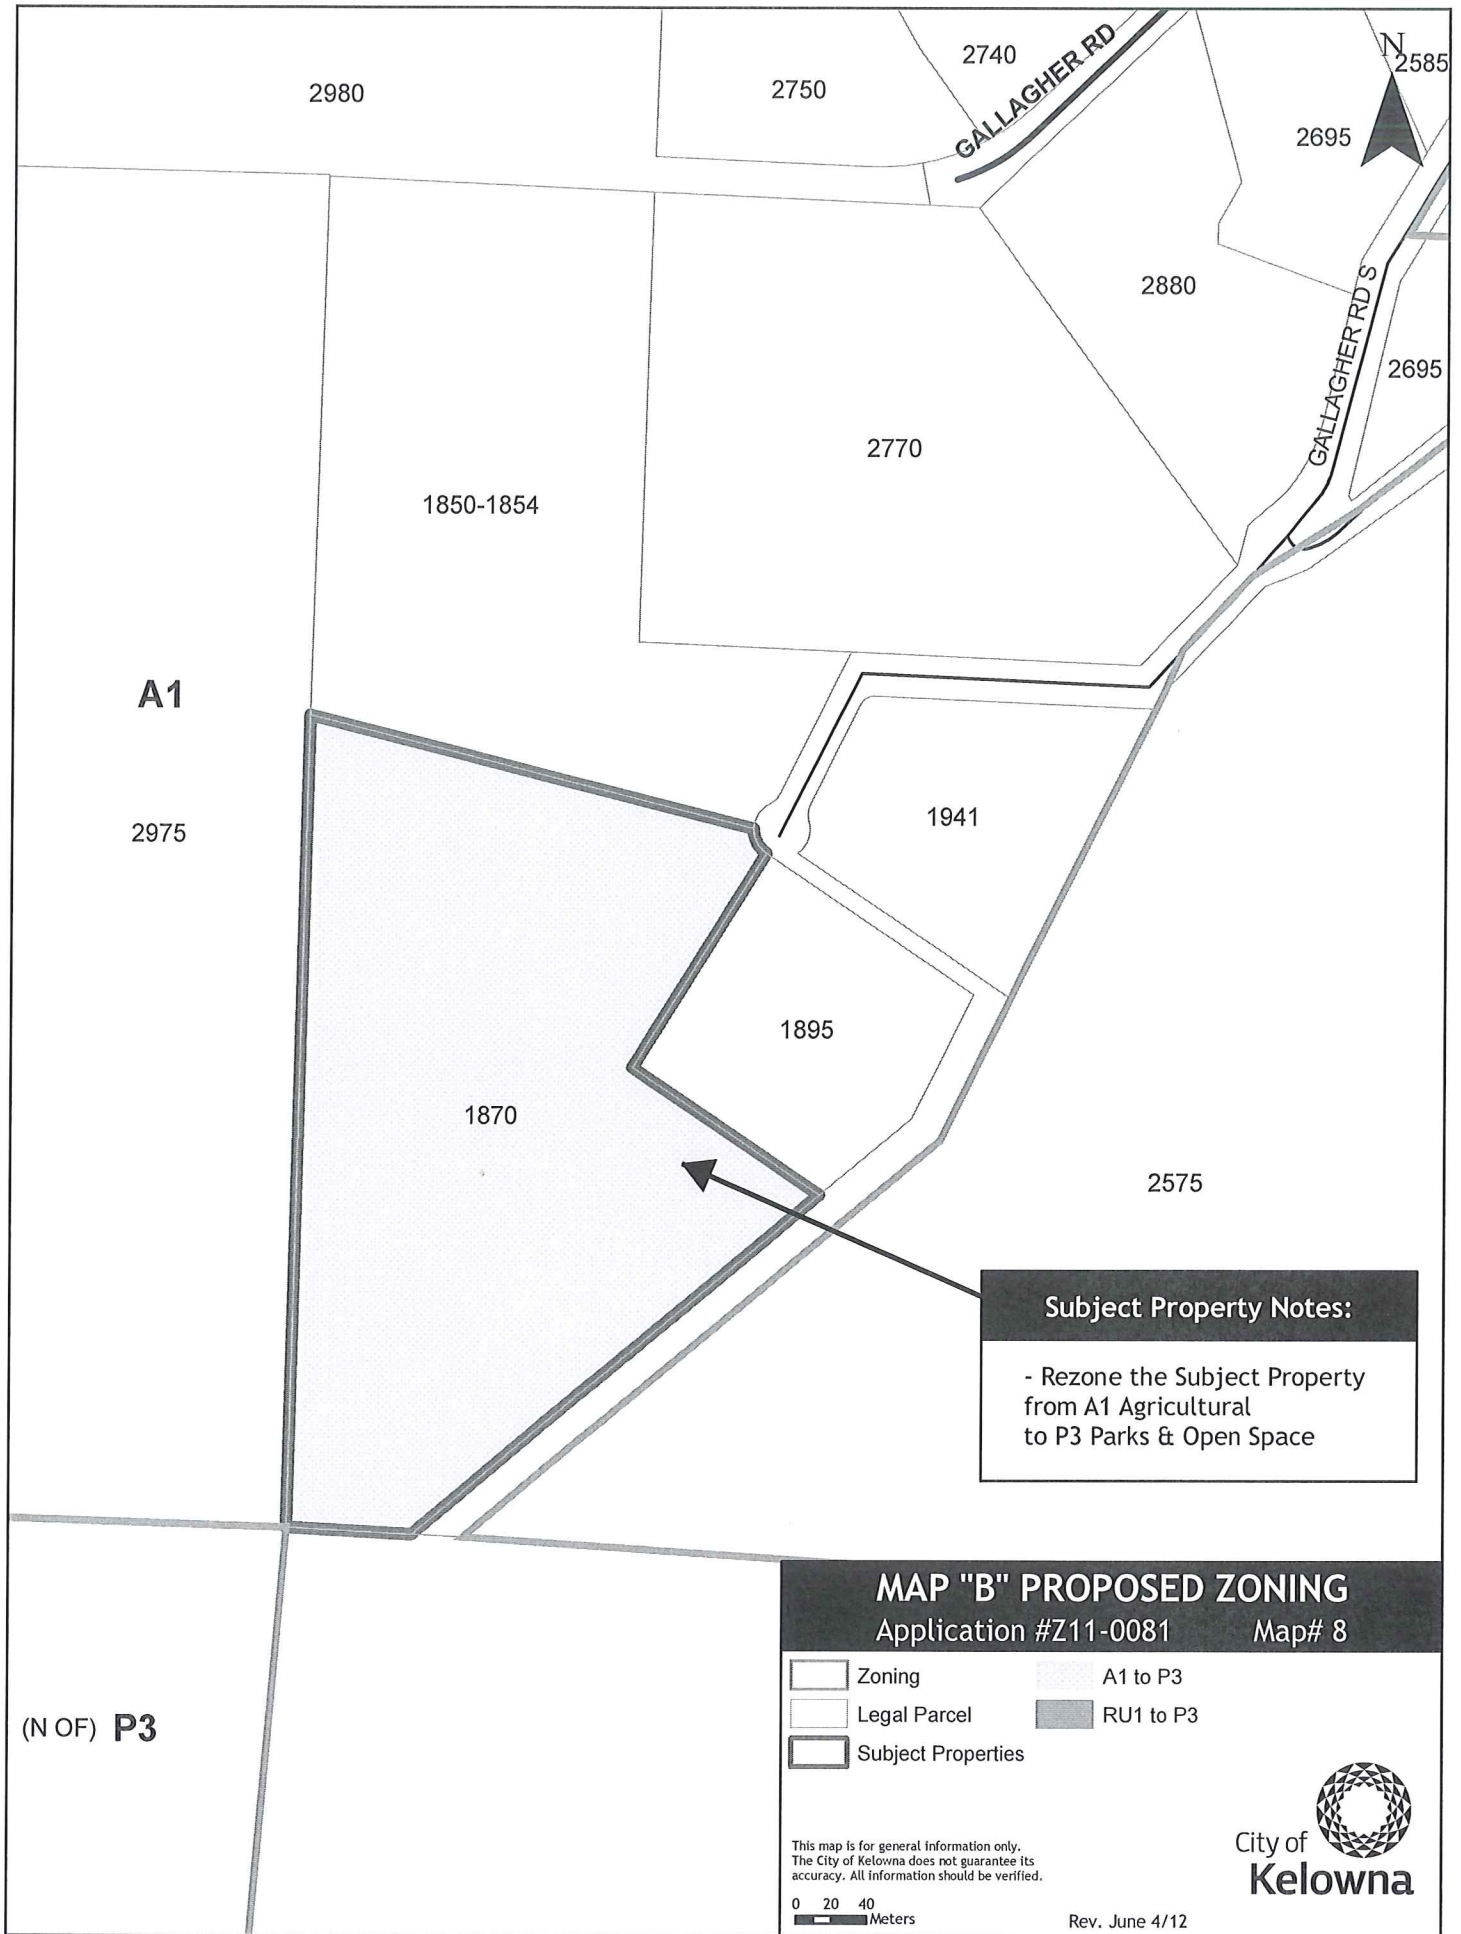 2740
GALLAGHER RD
N
2585
2980
2750
2695
2880
GALLAGHER RD S
2695
2770
1850-1854
A1
2975
1941
1895
1870
2575
Subject Property Notes:
- Rezone the Subject Property
from A1 Agricultural
to P3 Parks & Open Space
MAP "B" PROPOSED ZONING
Application #Z11-0081 Map# 8
Zoning
A1 to P3
Legal Parcel
RU1 to P3
Subject Properties
(N OF) P3
This map is for general information only.
The City of Kelowna does not guarantee its
accuracy. All information should be verified.
City of
Kelowna
0 20 40
Meters
Rev. June 4/12